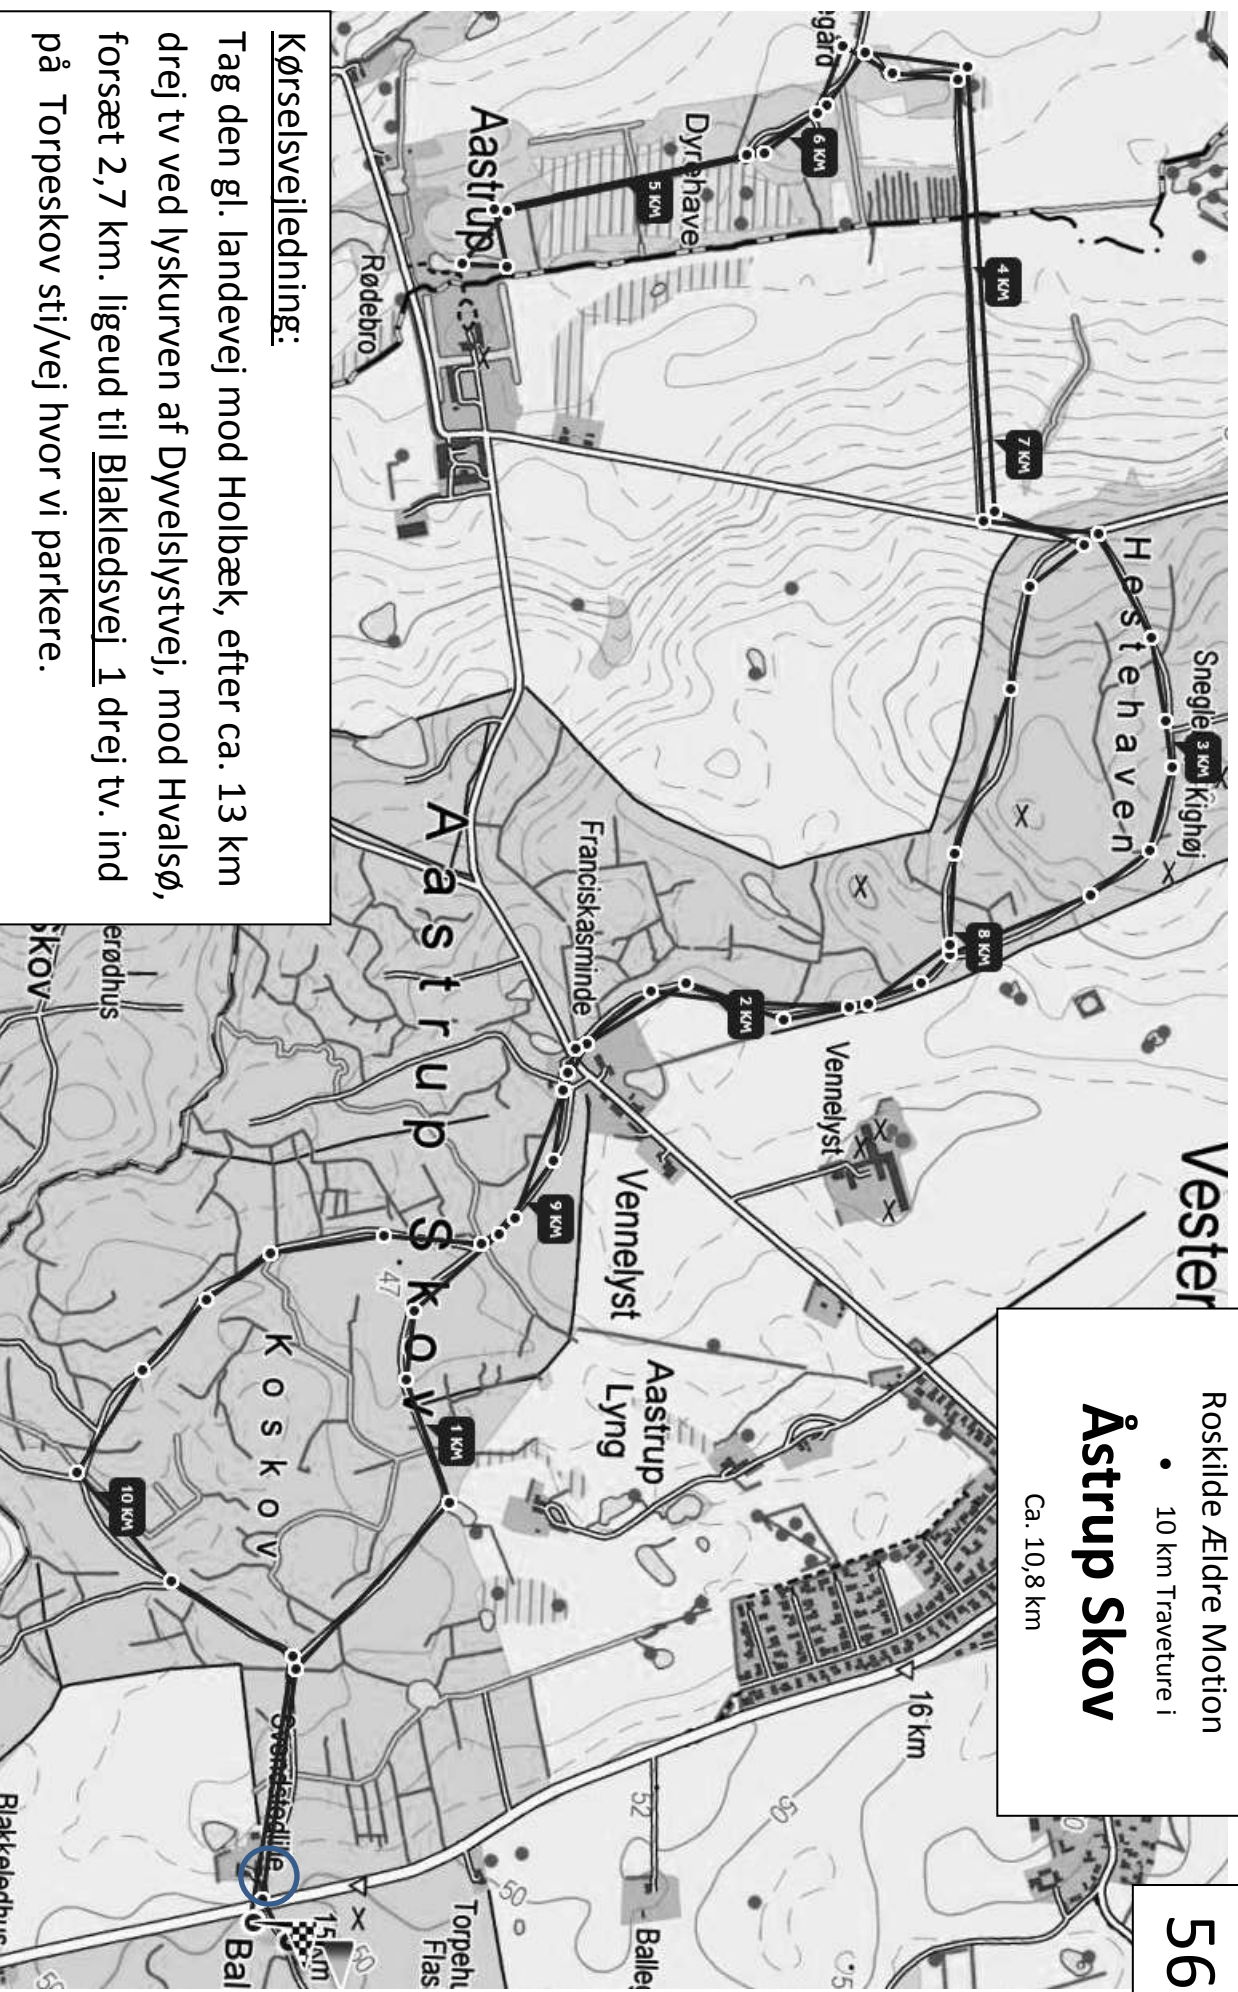 56
Roskilde Ældre Motion
• 10 km Traveture i
Åstrup Skov
Ca. 10,8 km
Kørselsvejledning:
Tag den gl. landevej mod Holbæk, efter ca. 13 km
drej tv ved lyskurven af Dyvelslystvej, mod Hvalsø,
forsæt 2,7 km. ligeud til Blakledsvej 1 drej tv. ind
på Torpeskov sti/vej hvor vi parkere.
Vester
Hestehaven
3 KM
Kighøj
4 KM
7 KM
8 KM
6 KM
5 KM
Dyrehave
Aastrup
Rødebro
2 KM
Franciskasminde
Vennelyst
Vennelyst
Aastrup
Lyng
Aastrup Skov
9 KM
47
1 KM
Koskov
10 KM
16 km
52
50
50
50
Svendstedlille